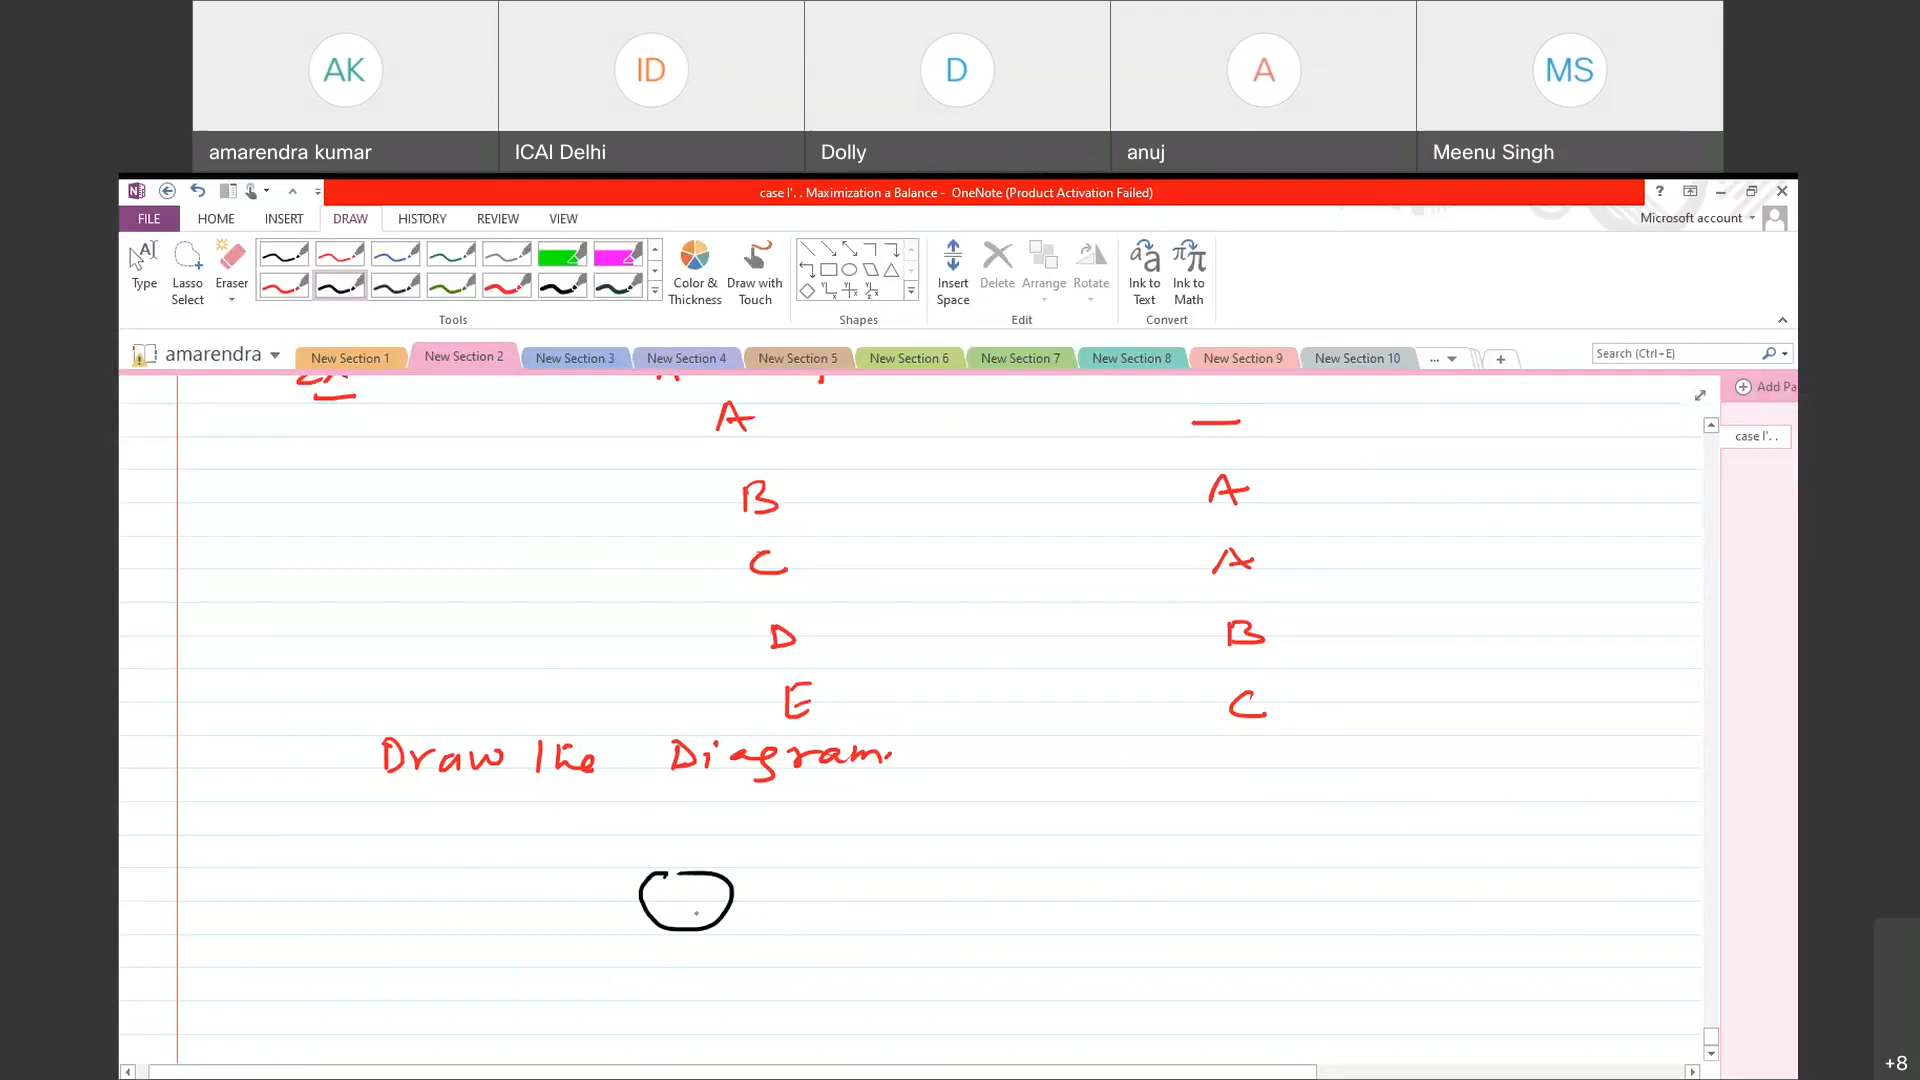 AK ID D A MS
amarendra kumar ICAI Delhi Dolly anuj Meenu Singh
case I'. . Maximization a Balance - OneNote (Product Activation Failed) ?
FILE HOME INSERT DRAW HISTORY REVIEW VIEW Microsoft account
Type Lasso Select Eraser Color & Thickness Draw with Touch Insert Space Delete Arrange Rotate Ink to Text Ink to Math
Tools Shapes Edit Convert
amarendra New Section 1 New Section 2 New Section 3 New Section 4 New Section 5 New Section 6 New Section 7 New Section 8 New Section 9 New Section 10 ... + Search (Ctrl+E)
Add Pa
case I'. .
A —
B A
C A
D B
E C
Draw the Diagram.
+8